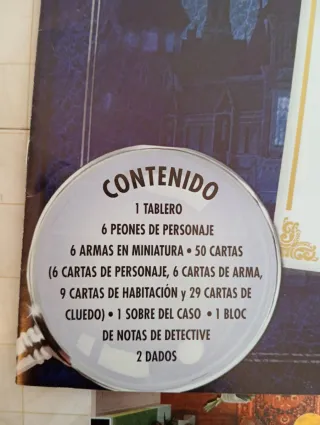 CONTENIDO
1 TABLERO
6 PEONES DE PERSONAJE
6 ARMAS EN MINIATURA • 50 CARTAS
(6 CARTAS DE PERSONAJE, 6 CARTAS DE ARMA,
9 CARTAS DE HABITACIÓN y 29 CARTAS DE
CLUEDO) • 1 SOBRE DEL CASO • 1 BLOC
DE NOTAS DE DETECTIVE
2 DADOS